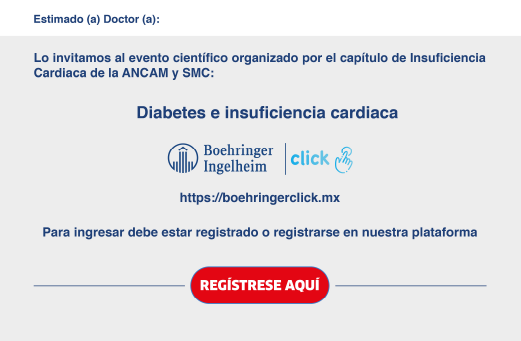 Estimado (a) Doctor (a):
Lo invitamos al evento científico organizado por el capítulo de Insuficiencia
Cardiaca de la ANCAM y SMC:
Diabetes e insuficiencia cardiaca
Boehringer
Ingelheim
click
https://boehringerclick.mx
Para ingresar debe estar registrado o registrarse en nuestra plataforma
REGÍSTRESE AQUÍ